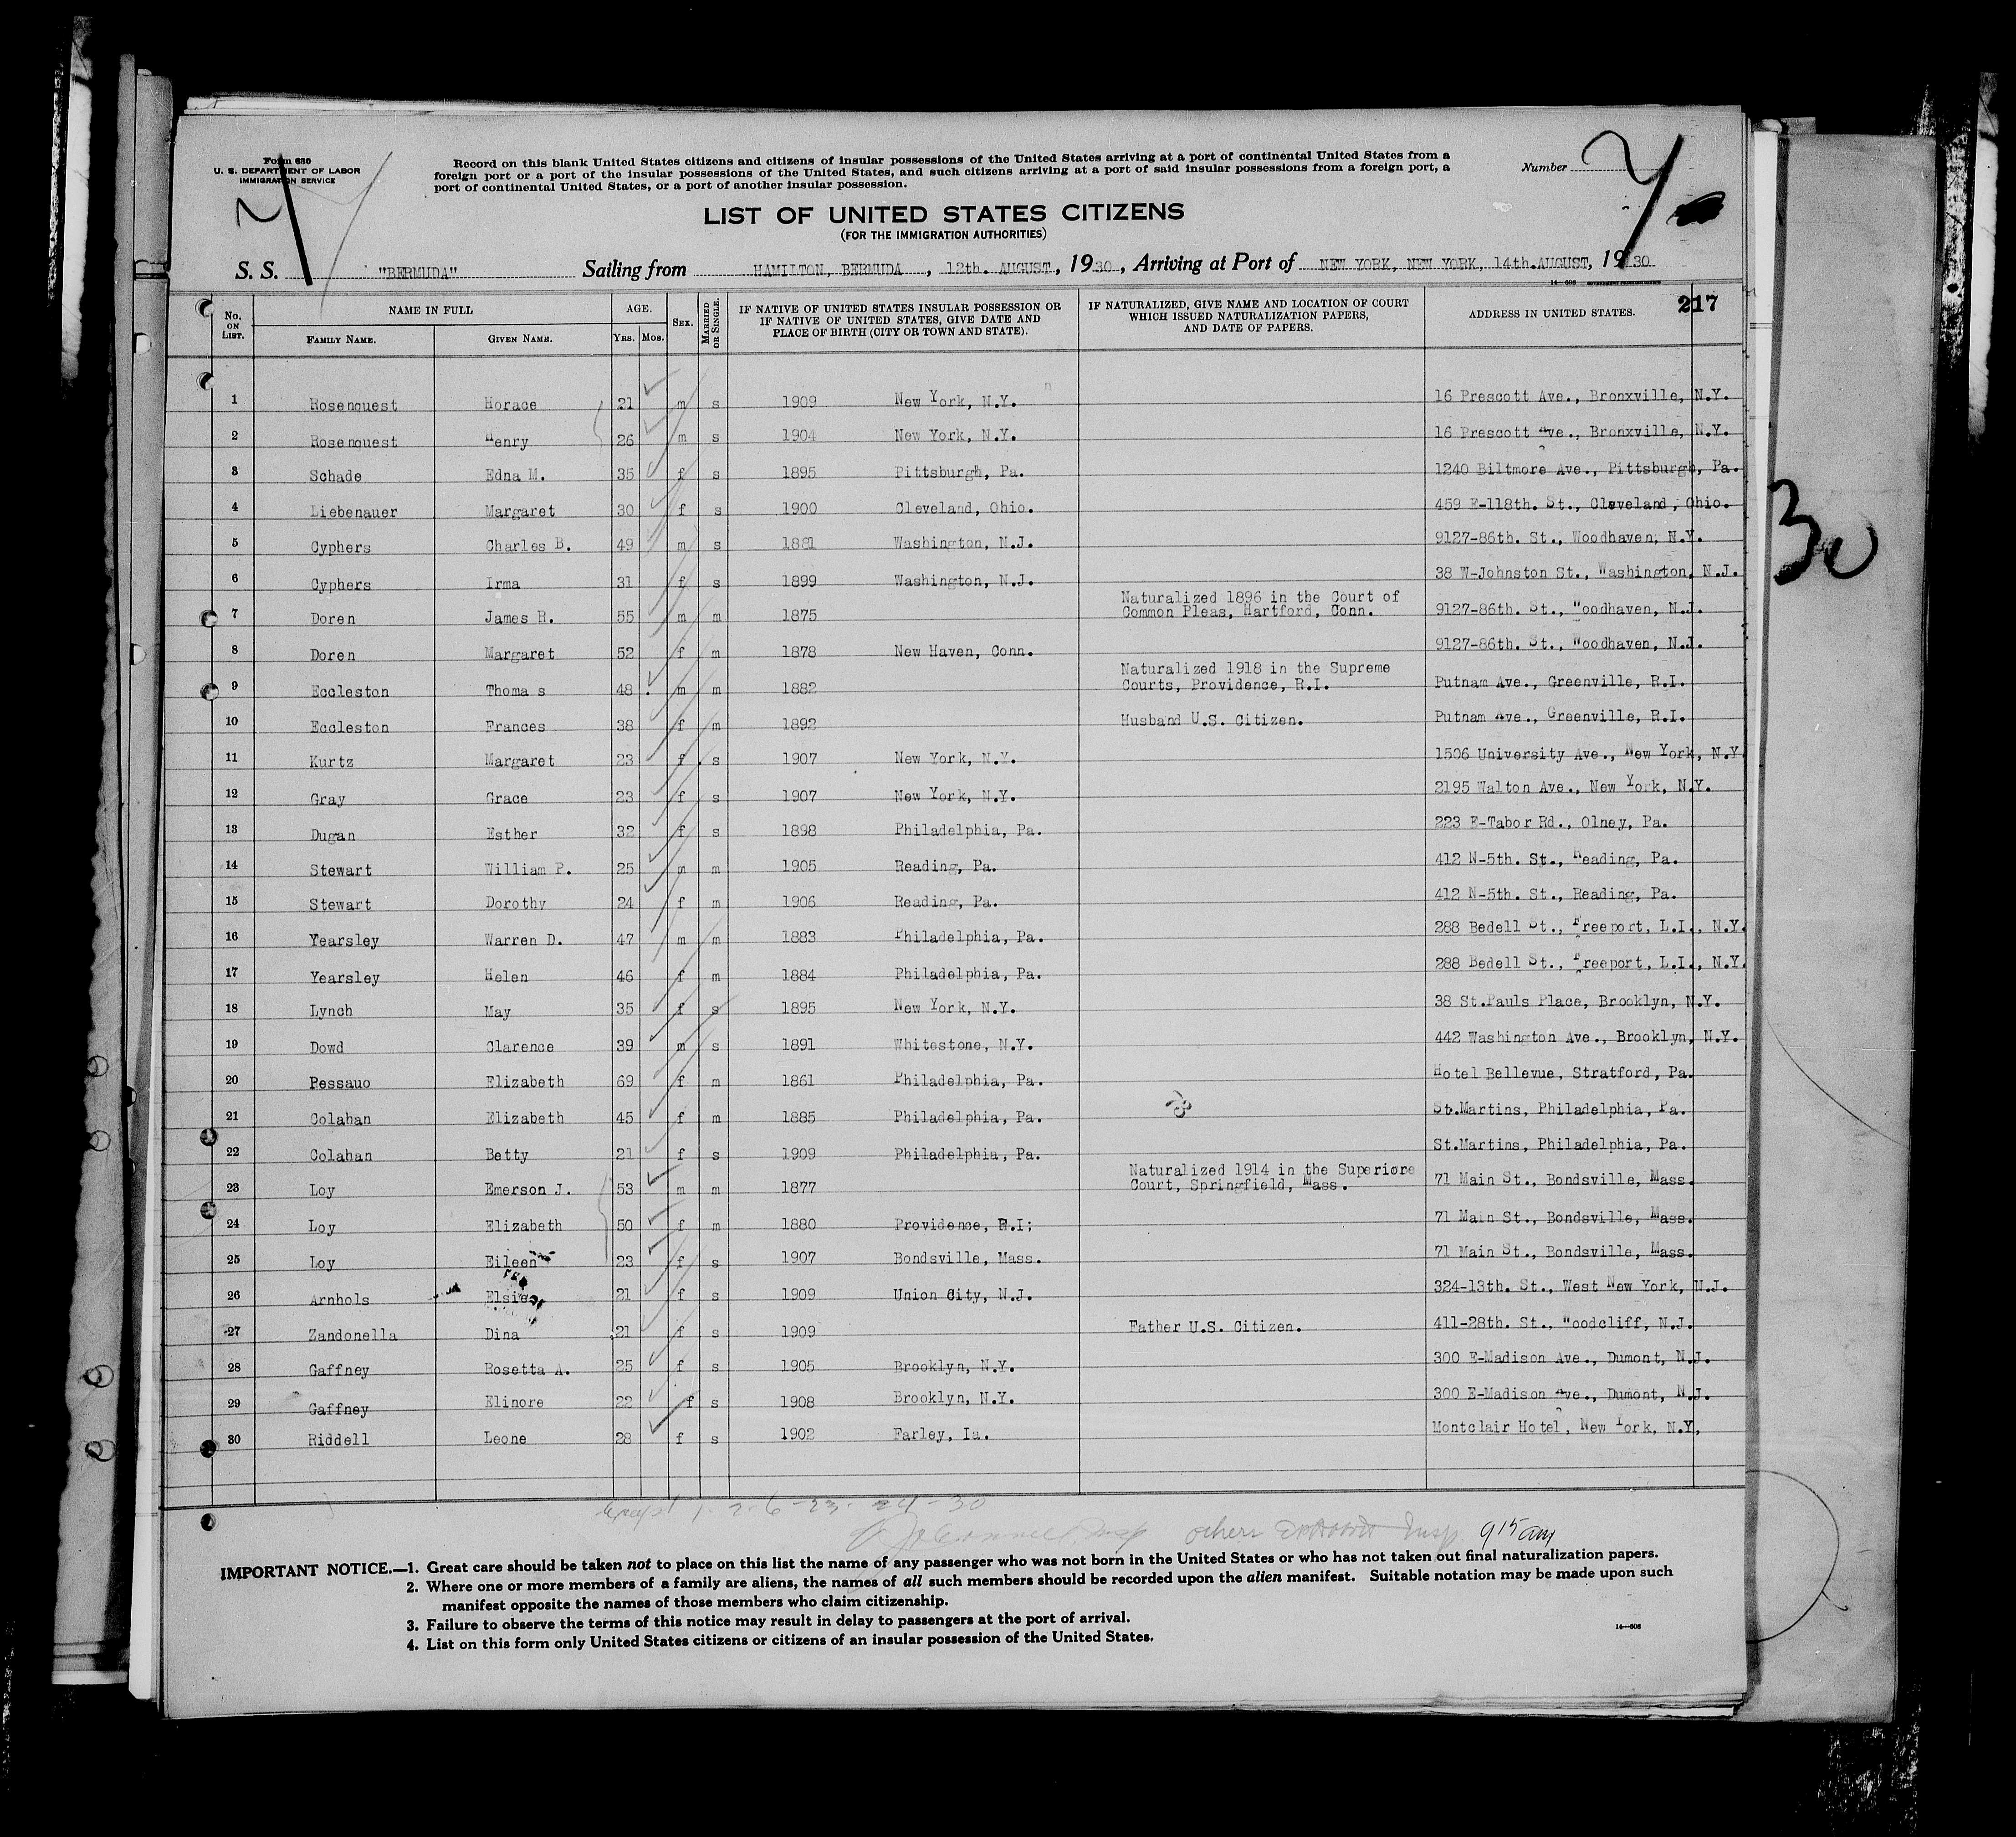 Form 630
U. S. DEPARTMENT OF LABOR
IMMIGRATION SERVICE
Record on this blank United States citizens and citizens of insular possessions of the United States arriving at a port of continental United States from a
foreign port or a port of the insular possessions of the United States, and such citizens arriving at a port of said insular possessions from a foreign port, a
port of continental United States, or a port of another insular possession.
Number
LIST OF UNITED STATES CITIZENS
(FOR THE IMMIGRATION AUTHORITIES)
S. S. "BERMUDA" Sailing from HAMILTON, BERMUDA, 12th. AUGUST, 1930, Arriving at Port of NEW YORK, NEW YORK, 14th.AUGUST, 1930
217
No. ON LIST. NAME IN FULL FAMILY NAME. GIVEN NAME. AGE. YRS. MOS. SEX. MARRIED OR SINGLE. IF NATIVE OF UNITED STATES INSULAR POSSESSION OR IF NATIVE OF UNITED STATES, GIVE DATE AND PLACE OF BIRTH (CITY OR TOWN AND STATE). IF NATURALIZED, GIVE NAME AND LOCATION OF COURT WHICH ISSUED NATURALIZATION PAPERS, AND DATE OF PAPERS. ADDRESS IN UNITED STATES.
1 Rosenquest Horace 21 m s 1909 New York, N.Y. 16 Prescott Ave., Bronxville, N.Y.
2 Rosenquest Henry 26 m s 1904 New York, N.Y. 16 Prescott Ave., Bronxville, N.Y.
3 Schade Edna M. 35 f s 1895 Pittsburgh, Pa. 1240 Biltmore Ave., Pittsburgh, Pa.
4 Liebenauer Margaret 30 f s 1900 Cleveland, Ohio. 459 E-118th. St., Cleveland, Ohio.
5 Cyphers Charles B. 49 m s 1881 Washington, N.J. 9127-86th. St., Woodhaven, N.Y.
6 Cyphers Irma 31 f s 1899 Washington, N.J. 38 W-Johnston St., Washington, N.J.
7 Doren James R. 55 m m 1875 Naturalized 1896 in the Court of Common Pleas, Hartford, Conn. 9127-86th. St., Woodhaven, N.J.
8 Doren Margaret 52 f m 1878 New Haven, Conn. 9127-86th. St., Woodhaven, N.J.
9 Eccleston Thomas 48 m m 1882 Naturalized 1918 in the Supreme Courts, Providence, R.I. Putnam Ave., Greenville, R.I.
10 Eccleston Frances 38 f m 1892 Husband U.S. Citizen. Putnam Ave., Greenville, R.I.
11 Kurtz Margaret 23 f s 1907 New York, N.Y. 1506 University Ave., New York, N.Y.
12 Gray Grace 23 f s 1907 New York, N.Y. 2195 Walton Ave., New York, N.Y.
13 Dugan Esther 32 f s 1898 Philadelphia, Pa. 223 E-Tabor Rd., Olney, Pa.
14 Stewart William P. 25 m m 1905 Reading, Pa. 412 N-5th. St., Reading, Pa.
15 Stewart Dorothy 24 f m 1906 Reading, Pa. 412 N-5th. St., Reading, Pa.
16 Yearsley Warren D. 47 m m 1883 Philadelphia, Pa. 288 Bedell St., Freeport, L.I., N.Y.
17 Yearsley Helen 46 f m 1884 Philadelphia, Pa. 288 Bedell St., Freeport, L.I., N.Y.
18 Lynch May 35 f s 1895 New York, N.Y. 38 St.Pauls Place, Brooklyn, N.Y.
19 Dowd Clarence 39 m s 1891 Whitestone, N.Y. 442 Washington Ave., Brooklyn, N.Y.
20 Pessauo Elizabeth 69 f m 1861 Philadelphia, Pa. Hotel Bellevue, Stratford, Pa.
21 Colahan Elizabeth 45 f m 1885 Philadelphia, Pa. St.Martins, Philadelphia, Pa.
22 Colahan Betty 21 f s 1909 Philadelphia, Pa. St.Martins, Philadelphia, Pa.
23 Loy Emerson J. 53 m m 1877 Naturalized 1914 in the Superiore Court, Springfield, Mass. 71 Main St., Bondsville, Mass.
24 Loy Elizabeth 50 f m 1880 Providence, R.I; 71 Main St., Bondsville, Mass.
25 Loy Eileen 23 f s 1907 Bondsville, Mass. 71 Main St., Bondsville, Mass.
26 Arnhols Elsie 21 f s 1909 Union City, N.J. 324-13th. St., West New York, N.J.
27 Zandonella Dina 21 f s 1909 Father U.S. Citizen. 411-28th. St., Woodcliff, N.J.
28 Gaffney Rosetta A. 25 f s 1905 Brooklyn, N.Y. 300 E-Madison Ave., Dumont, N.J.
29 Gaffney Elinore 22 f s 1908 Brooklyn, N.Y. 300 E-Madison Ave., Dumont, N.J.
30 Riddell Leone 28 f s 1902 Farley, Ia. Montclair Hotel, New York, N.Y,
30
1-2-6-23-24-30
others Insp 915 am
IMPORTANT NOTICE.—1. Great care should be taken not to place on this list the name of any passenger who was not born in the United States or who has not taken out final naturalization papers.
2. Where one or more members of a family are aliens, the names of all such members should be recorded upon the alien manifest. Suitable notation may be made upon such
manifest opposite the names of those members who claim citizenship.
3. Failure to observe the terms of this notice may result in delay to passengers at the port of arrival.
4. List on this form only United States citizens or citizens of an insular possession of the United States.
14—606